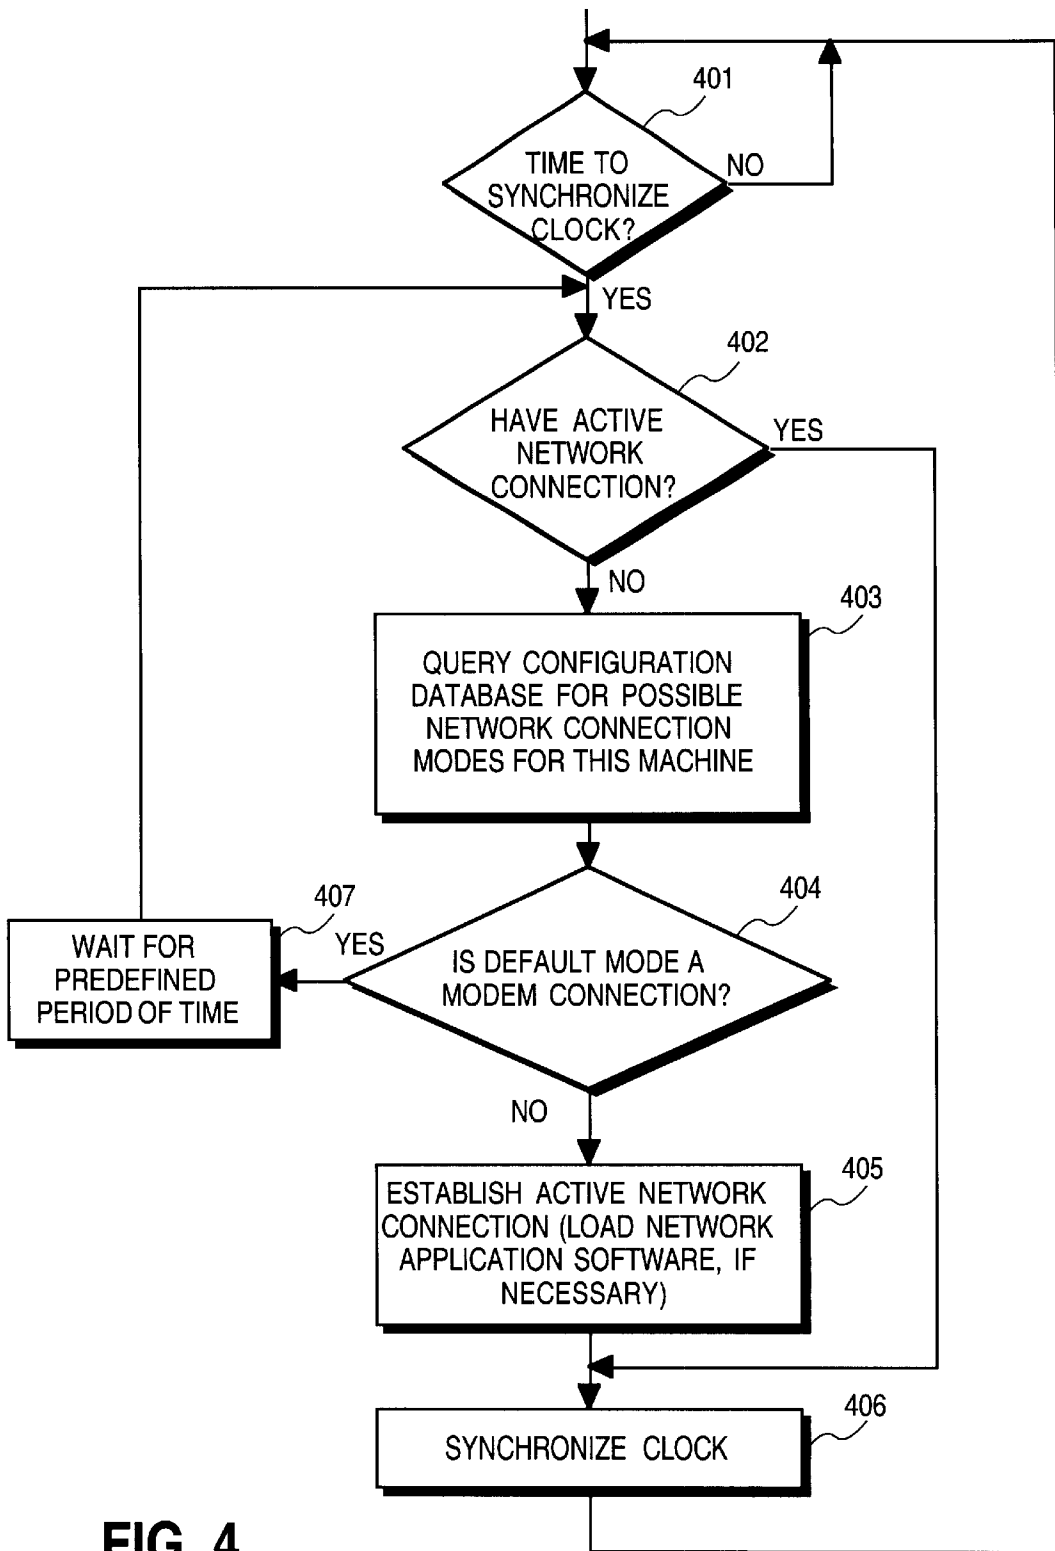 401
TIME TO
SYNCHRONIZE
CLOCK?
NO
YES
402
HAVE ACTIVE
NETWORK
CONNECTION?
YES
NO
403
QUERY CONFIGURATION
DATABASE FOR POSSIBLE
NETWORK CONNECTION
MODES FOR THIS MACHINE
404
IS DEFAULT MODE A
MODEM CONNECTION?
YES
407
WAIT FOR
PREDEFINED
PERIOD OF TIME
NO
405
ESTABLISH ACTIVE NETWORK
CONNECTION (LOAD NETWORK
APPLICATION SOFTWARE, IF
NECESSARY)
406
SYNCHRONIZE CLOCK
FIG. 4